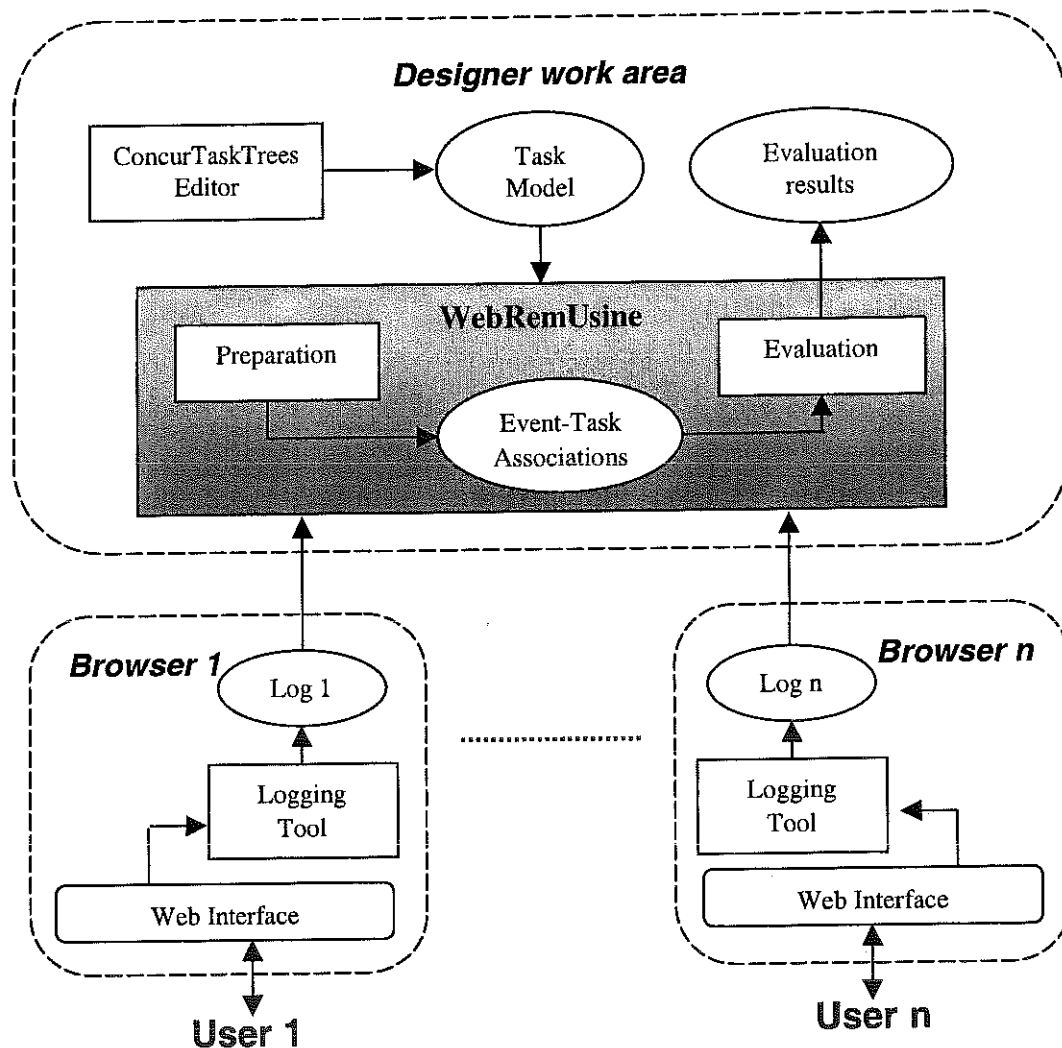 Designer work area
ConcurTaskTrees
Editor
Task
Model
Evaluation
results
WebRemUsine
Preparation
Evaluation
Event-Task
Associations
Browser 1
Log 1
Logging
Tool
Web Interface
User 1
Browser n
Log n
Logging
Tool
Web Interface
User n